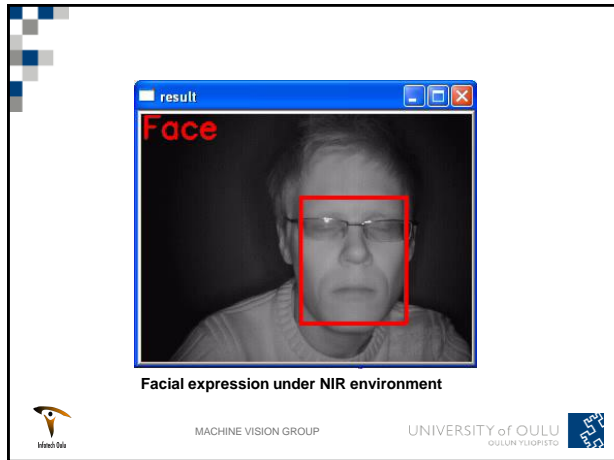 result
Face
Facial expression under NIR environment
Infotech Oulu
MACHINE VISION GROUP
UNIVERSITY of OULU
OULUN YLIOPISTO